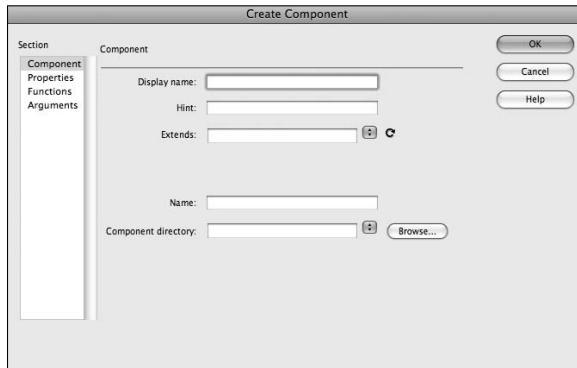 Create Component
Section
Component
Properties
Functions
Arguments
Component
Display name:
Hint:
Extends:
Name:
Component directory:
Browse...
OK
Cancel
Help